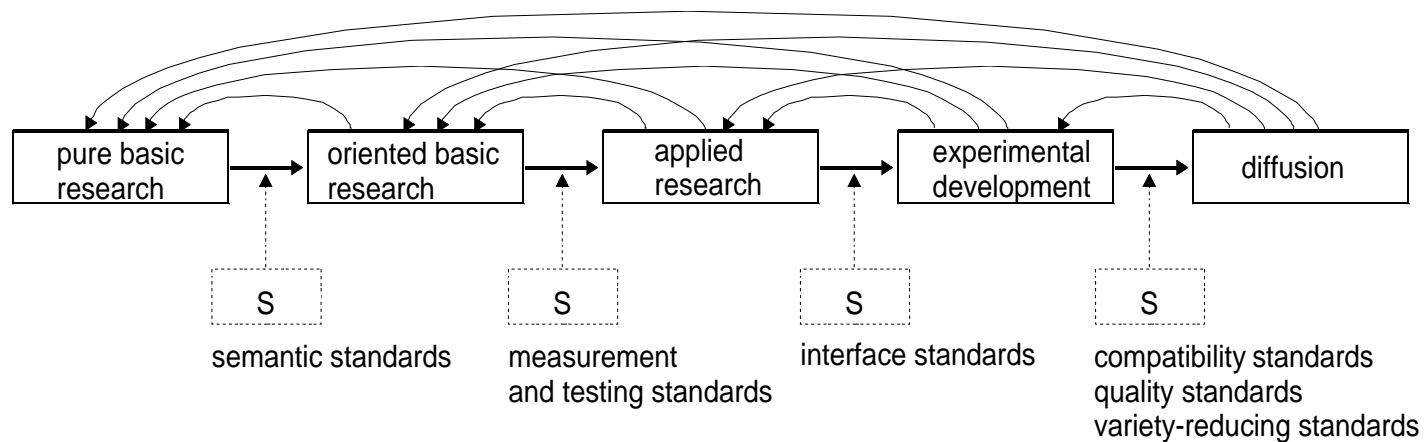 pure basic
research
oriented basic
research
applied
research
experimental
development
diffusion
S
S
S
S
semantic standards
measurement
and testing standards
interface standards
compatibility standards
quality standards
variety-reducing standards